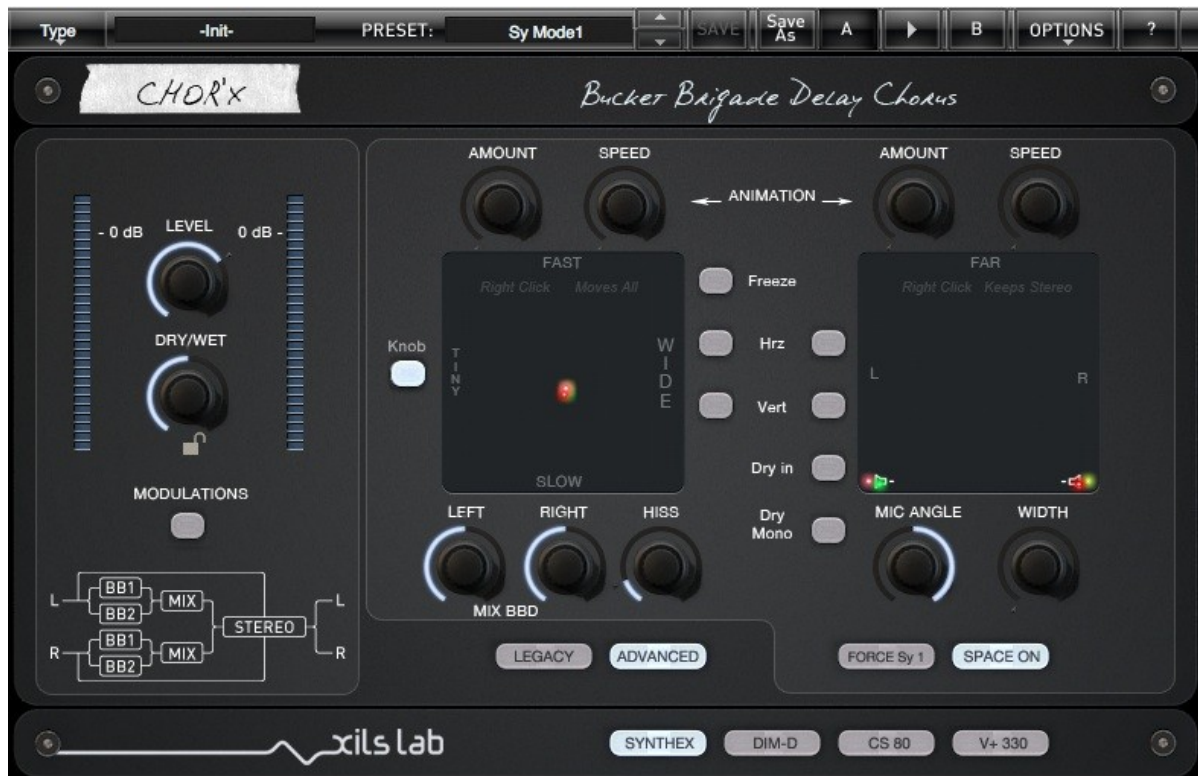 Type -Init- PRESET: Sy Mode1 SAVE Save As A B OPTIONS ?
CHOR'X Bucket Brigade Delay Chorus
AMOUNT SPEED AMOUNT SPEED
ANIMATION
- 0 dB LEVEL 0 dB -
FAST FAR
Right Click Moves All Freeze Right Click Keeps Stereo
DRY/WET Knob TINY WIDE Hrz L R
Vert
SLOW Dry in
MODULATIONS
LEFT RIGHT HISS Dry Mono MIC ANGLE WIDTH
MIX BBD
L BB1 BB2 MIX STEREO L
R BB1 BB2 MIX R
LEGACY ADVANCED FORCE Sy 1 SPACE ON
xils lab SYNTHEX DIM-D CS 80 V+ 330